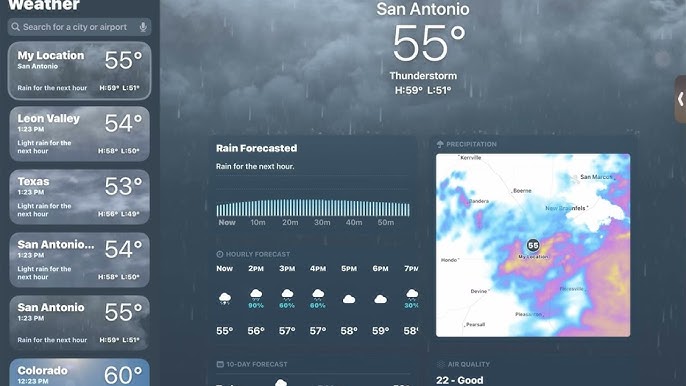 Weather
Search for a city or airport
My Location
San Antonio
55°
Rain for the next hour
H:59° L:51°
Leon Valley
1:23 PM
54°
Light rain for the
next hour
H:58° L:50°
Texas
1:23 PM
53°
Light rain for the
next hour
H:56° L:49°
San Antonio...
1:23 PM
54°
Light rain for the
next hour
H:58° L:50°
San Antonio
1:23 PM
55°
Rain for the next hour
H:59° L:51°
Colorado
12:23 PM
60°
San Antonio
55°
Thunderstorm
H:59° L:51°
Rain Forecasted
Rain for the next hour.
Now 10m 20m 30m 40m 50m
HOURLY FORECAST
Now 2PM 3PM 4PM 5PM 6PM 7PM
90% 60% 60% 30%
55° 56° 57° 57° 58° 59° 58°
10-DAY FORECAST
PRECIPITATION
Kerrville
San Marcos
Boerne
Bandera
New Braunfels
55
My Location
Hondo
Devine
Floresville
Pleasanton
Pearsall
AIR QUALITY
22 - Good